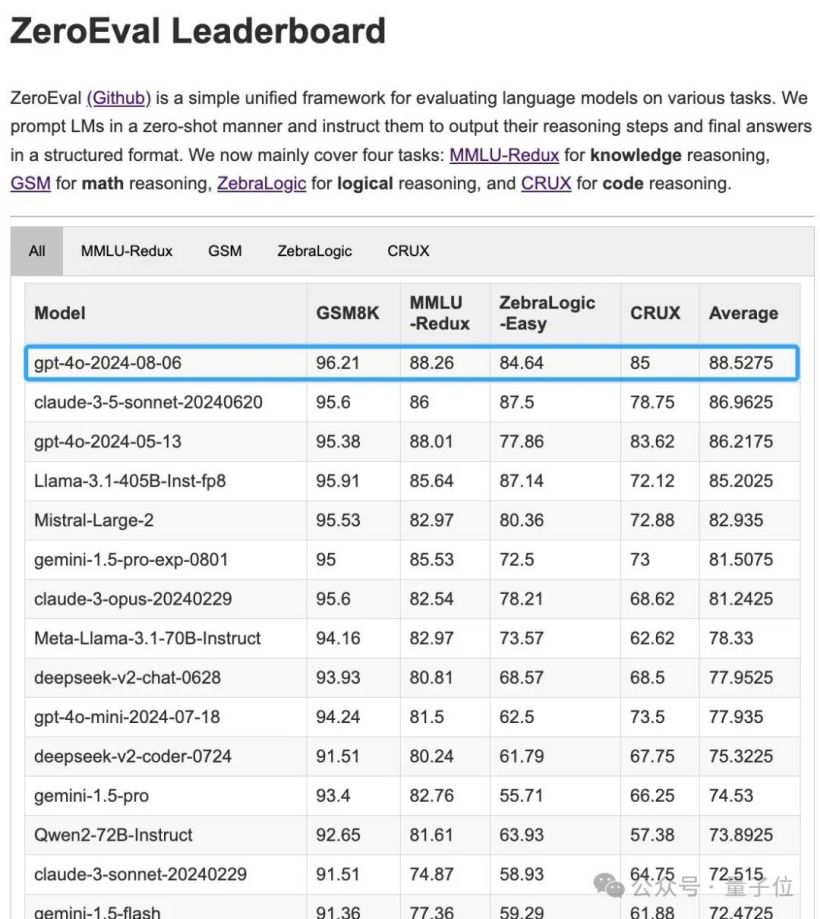 ZeroEval Leaderboard
ZeroEval (Github) is a simple unified framework for evaluating language models on various tasks. We
prompt LMs in a zero-shot manner and instruct them to output their reasoning steps and final answers
in a structured format. We now mainly cover four tasks: MMLU-Redux for knowledge reasoning,
GSM for math reasoning, ZebraLogic for logical reasoning, and CRUX for code reasoning.
All MMLU-Redux GSM ZebraLogic CRUX
Model GSM8K MMLU -Redux ZebraLogic -Easy CRUX Average
gpt-4o-2024-08-06 96.21 88.26 84.64 85 88.5275
claude-3-5-sonnet-20240620 95.6 86 87.5 78.75 86.9625
gpt-4o-2024-05-13 95.38 88.01 77.86 83.62 86.2175
Llama-3.1-405B-Inst-fp8 95.91 85.64 87.14 72.12 85.2025
Mistral-Large-2 95.53 82.97 80.36 72.88 82.935
gemini-1.5-pro-exp-0801 95 85.53 72.5 73 81.5075
claude-3-opus-20240229 95.6 82.54 78.21 68.62 81.2425
Meta-Llama-3.1-70B-Instruct 94.16 82.97 73.57 62.62 78.33
deepseek-v2-chat-0628 93.93 80.81 68.57 68.5 77.9525
gpt-4o-mini-2024-07-18 94.24 81.5 62.5 73.5 77.935
deepseek-v2-coder-0724 91.51 80.24 61.79 67.75 75.3225
gemini-1.5-pro 93.4 82.76 55.71 66.25 74.53
Qwen2-72B-Instruct 92.65 81.61 63.93 57.38 73.8925
claude-3-sonnet-20240229 91.51 74.87 58.93 64.75 72.515
公众号 · 量子位
gemini-1.5-flash 91.36 77.36 59.29 61.88 72.4725